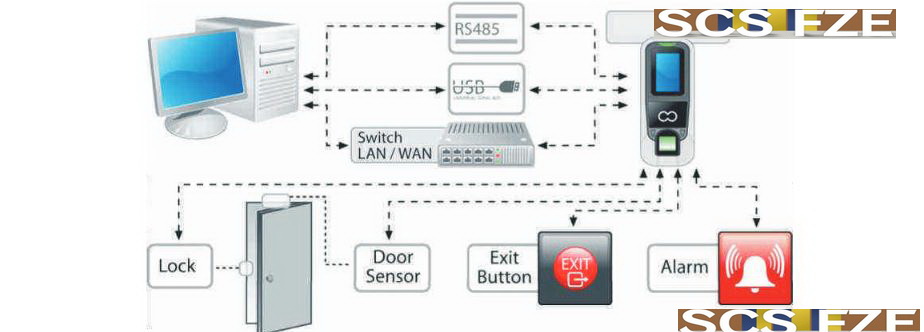 SCS FZE
RS485
USB
Switch
LAN / WAN
Lock
Door
Sensor
Exit
Button
EXIT
Alarm
SCS FZE